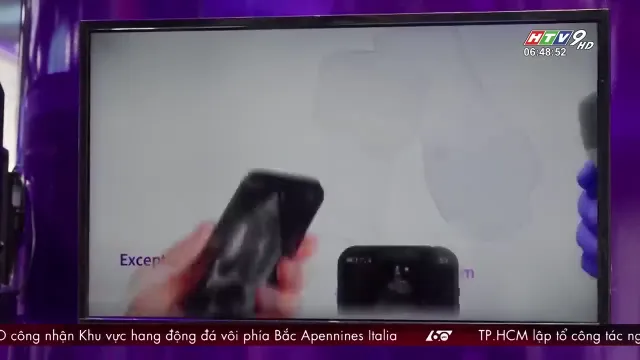 HTV9 HD
06:48:52
Except
công nhận Khu vực hang động đá vôi phía Bắc Apennines Italia
60 TP.HCM lập tổ công tác